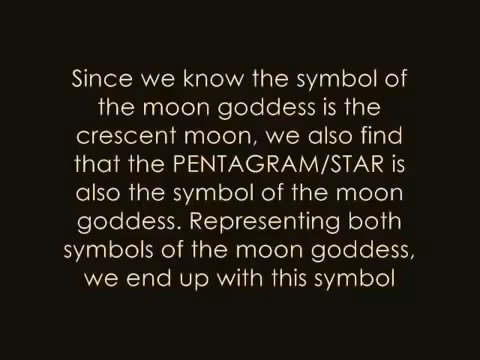 Since we know the symbol of
the moon goddess is the
crescent moon, we also find
that the PENTAGRAM/STAR is
also the symbol of the moon
goddess. Representing both
symbols of the moon goddess,
we end up with this symbol